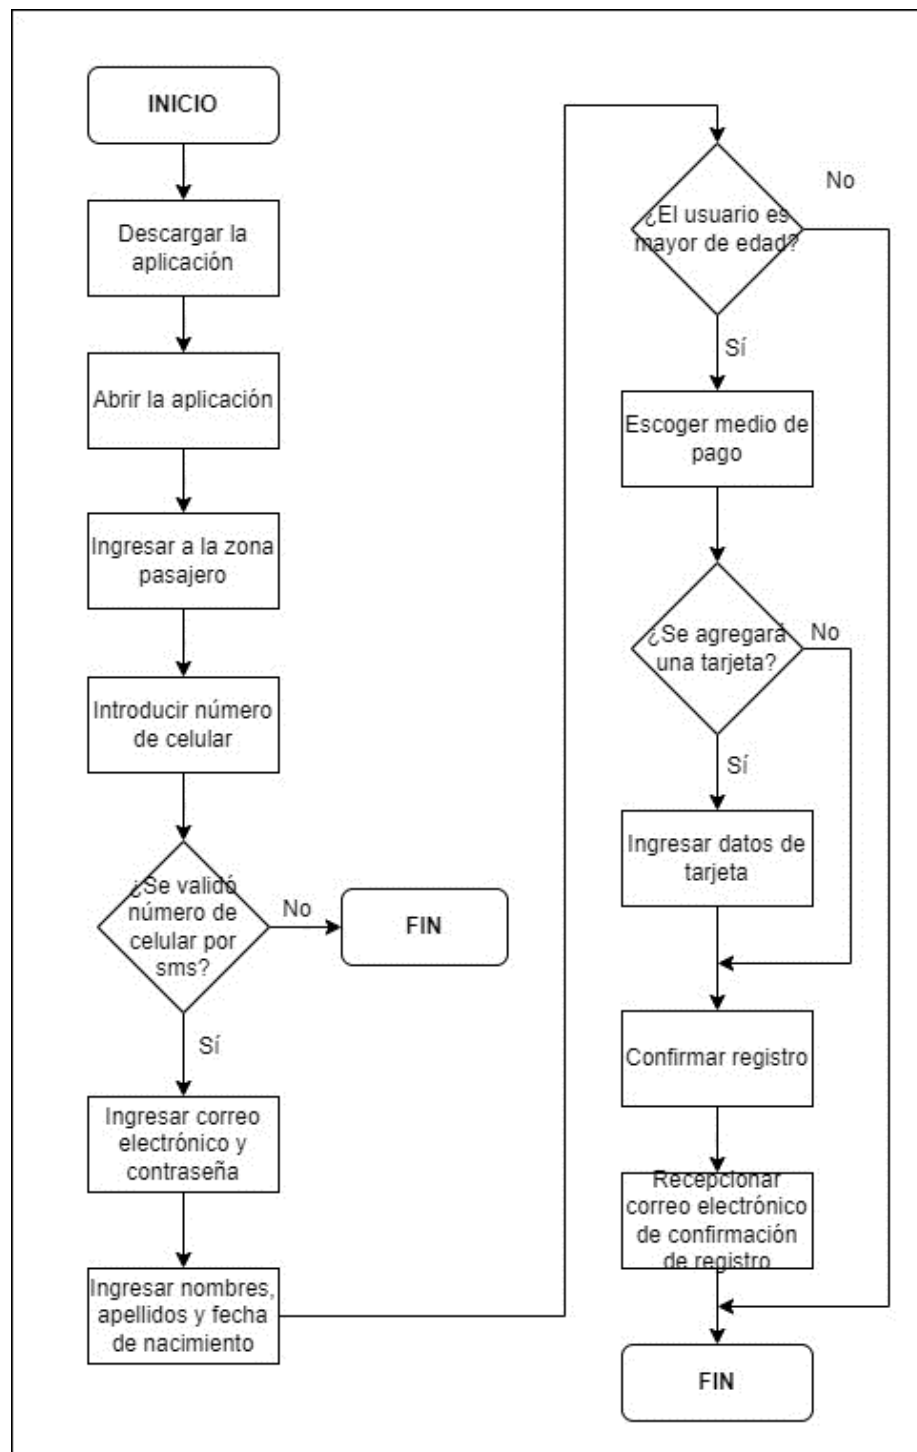 INICIO
Descargar la
aplicación
Abrir la aplicación
Ingresar a la zona
pasajero
Introducir número
de celular
¿Se validó
número de
celular por
sms?
No
FIN
Sí
Ingresar correo
electrónico y
contraseña
Ingresar nombres,
apellidos y fecha
de nacimiento
¿El usuario es
mayor de edad?
No
Sí
Escoger medio de
pago
¿Se agregará
una tarjeta?
No
Sí
Ingresar datos de
tarjeta
Confirmar registro
Recepcionar
correo electrónico
de confirmación
de registro
FIN